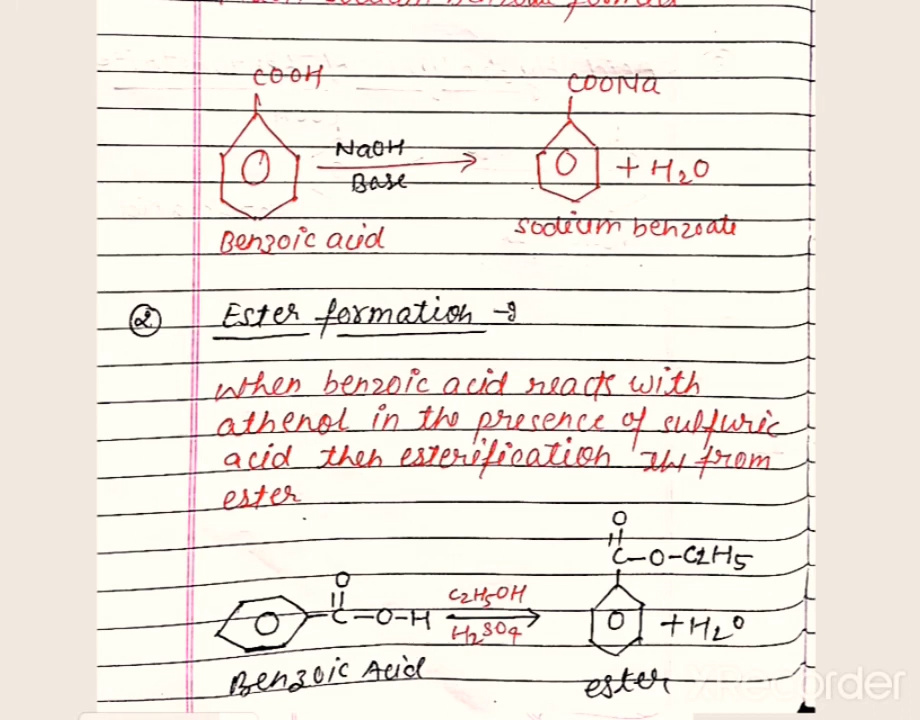 COOH
COONa
NaOH
Base
+ H2O
Benzoic acid
sodium benzoate
② Ester formation
When benzoic acid reacts with
athenol in the presence of sulfuric
acid then esterification from
ester
O
C-O-C2H5
O
C-O-H
C2H5OH
H2SO4
+H2O
Benzoic Acid
ester